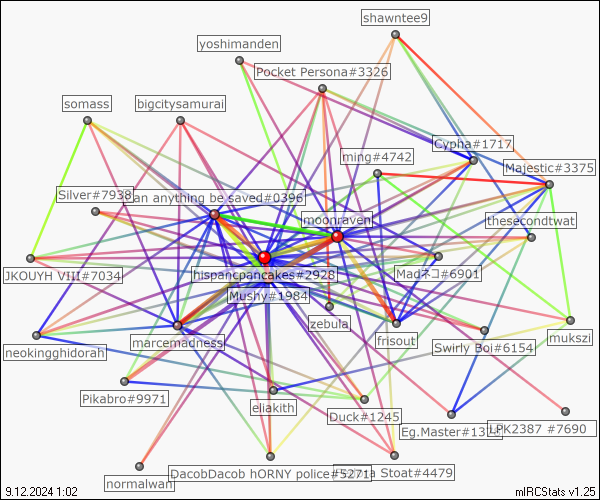 shawntee9
yoshimanden
Pocket Persona#3326
somass
bigcitysamurai
Cypha#1717
ming#4742
Majestic#3375
Silver#7938
an anything be saved#0396
moonraven
thesecondtwat
JKOUYH VIII#7034
hispancpancakes#2928
Madネコ#6901
Mushy#1984
zebula
frisout
mukszi
neokingghidorah
marcemadness
Swirly Boi#6154
Pikabro#9971
eliakith
Duck#1245
LPK2387 #7690
Eg.Master#13
DacobDacob hORNY police#5271
Stoat#4479
normalwan
9.12.2024 1:02
mIRCStats v1.25